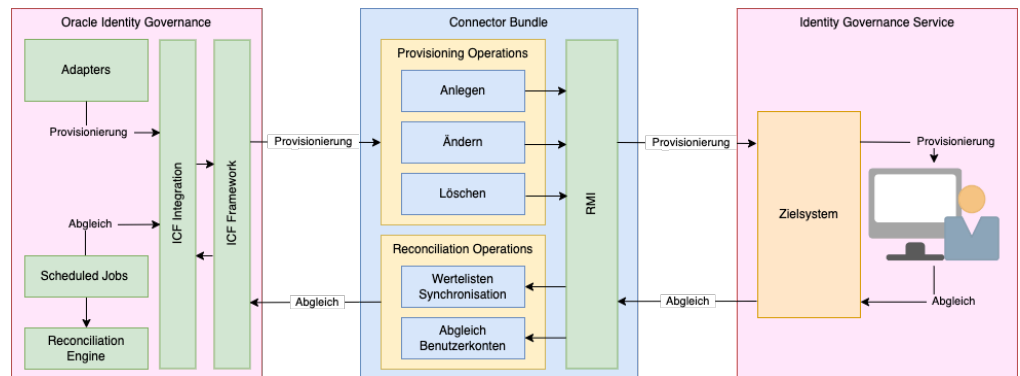 Oracle Identity Governance
Adapters
Provisionierung
Abgleich
Scheduled Jobs
Reconciliation
Engine
ICF Integration
ICF Framework
Provisionierung
Abgleich
Connector Bundle
Provisioning Operations
Anlegen
Ändern
Löschen
Reconciliation Operations
Wertelisten
Synchronisation
Abgleich
Benutzerkonten
RMI
Provisionierung
Abgleich
Identity Governance Service
Zielsystem
Provisionierung
Abgleich